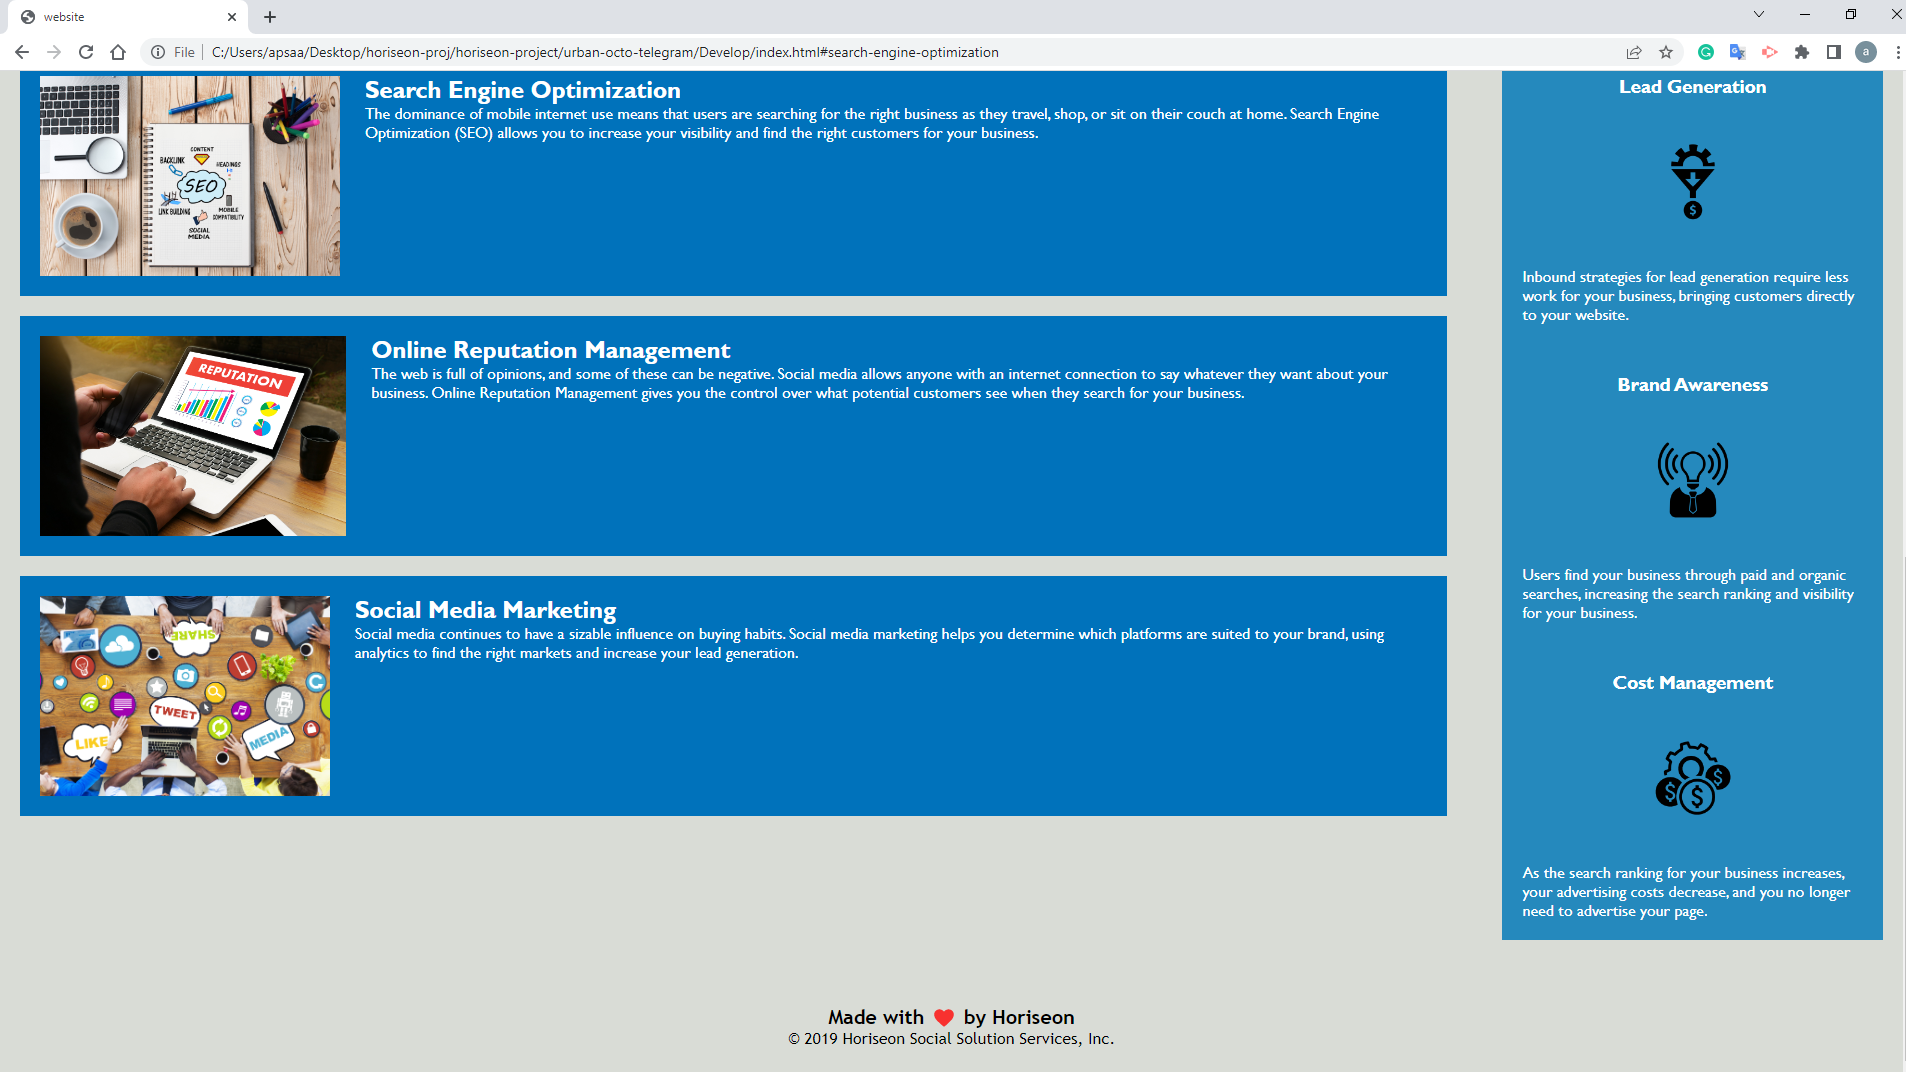 website
File
C:/Users/apsaa/Desktop/horiseon-proj/horiseon-project/urban-octo-telegram/Develop/index.html#search-engine-optimization
a
CONTENT
BACKLINK
HEADINGS
SEO
LINK BUILDING
MOBILE
COMPATIBILITY
SOCIAL
MEDIA
Search Engine Optimization
The dominance of mobile internet use means that users are searching for the right business as they travel, shop, or sit on their couch at home. Search Engine
Optimization (SEO) allows you to increase your visibility and find the right customers for your business.
REPUTATION
Online Reputation Management
The web is full of opinions, and some of these can be negative. Social media allows anyone with an internet connection to say whatever they want about your
business. Online Reputation Management gives you the control over what potential customers see when they search for your business.
SHARE
TWEET
LIKE
MEDIA
Social Media Marketing
Social media continues to have a sizable influence on buying habits. Social media marketing helps you determine which platforms are suited to your brand, using
analytics to find the right markets and increase your lead generation.
Lead Generation
$
Inbound strategies for lead generation require less
work for your business, bringing customers directly
to your website.
Brand Awareness
Users find your business through paid and organic
searches, increasing the search ranking and visibility
for your business.
Cost Management
$ $ $
As the search ranking for your business increases,
your advertising costs decrease, and you no longer
need to advertise your page.
Made with ❤️ by Horiseon
© 2019 Horiseon Social Solution Services, Inc.